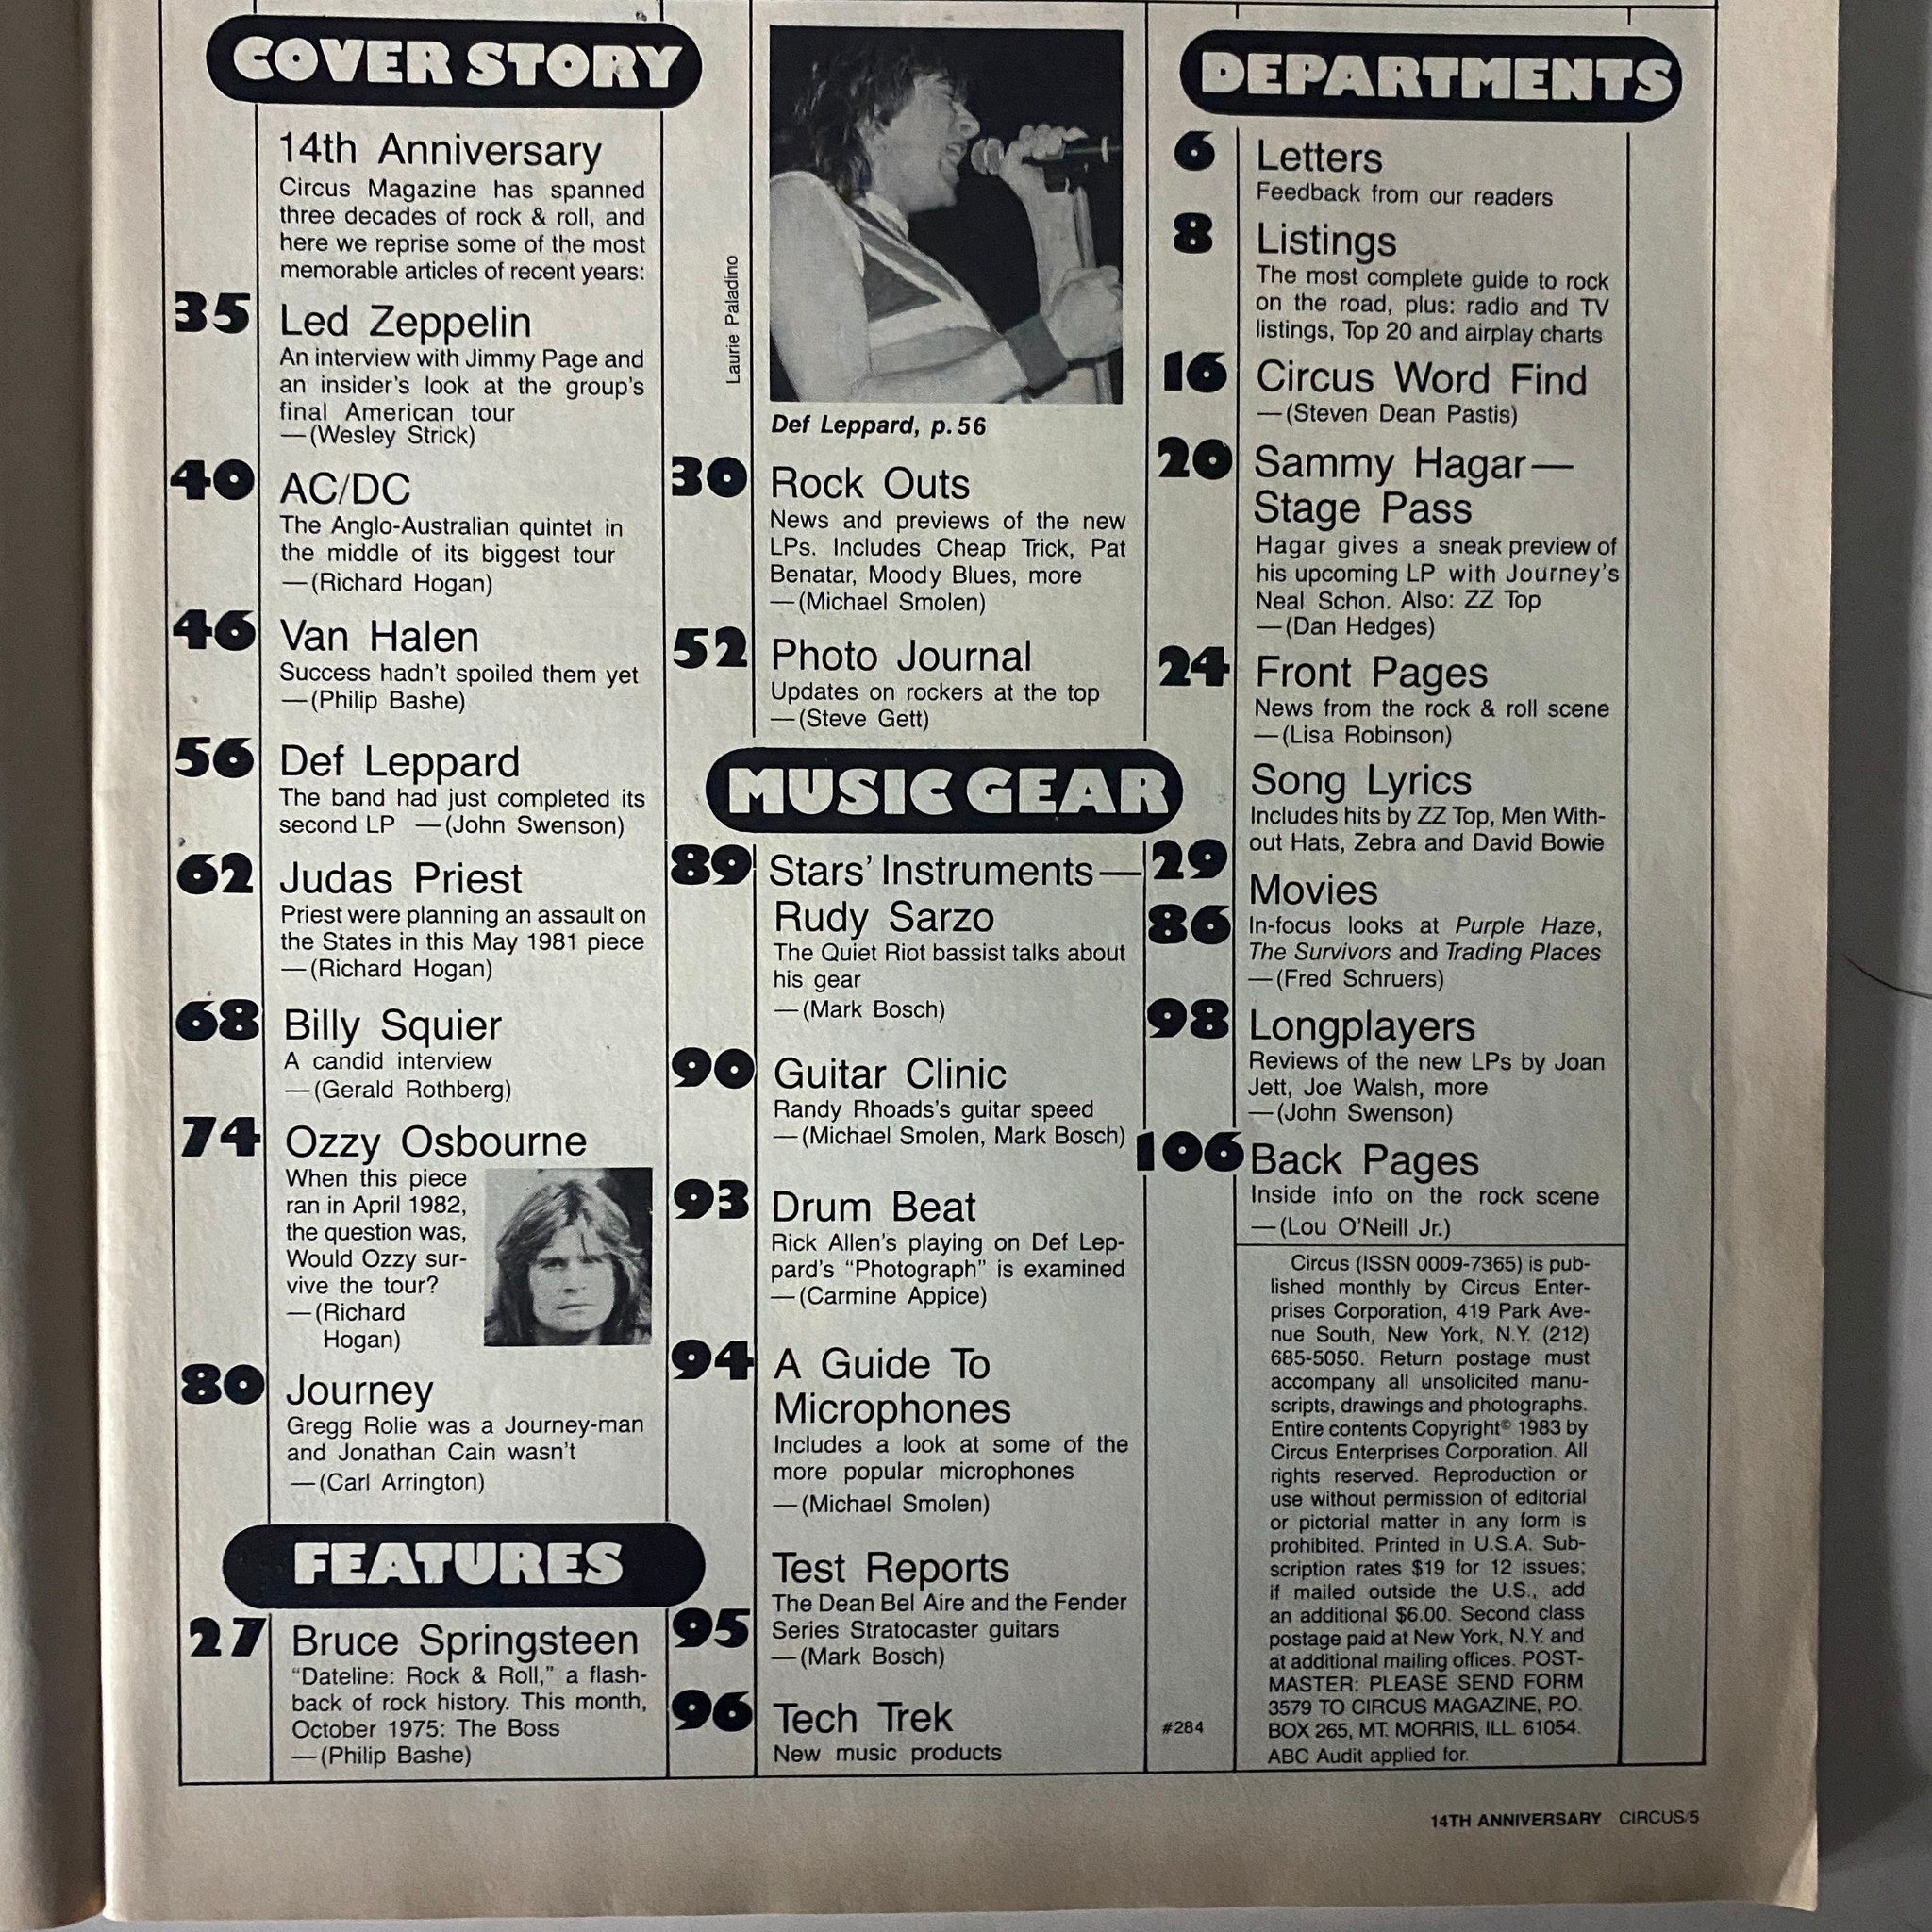 COVER STORY
14th Anniversary
Circus Magazine has spanned
three decades of rock & roll, and
here we reprise some of the most
memorable articles of recent years:
35 Led Zeppelin
An interview with Jimmy Page and
an insider's look at the group's
final American tour
—(Wesley Strick)
40 AC/DC
The Anglo-Australian quintet in
the middle of its biggest tour
—(Richard Hogan)
46 Van Halen
Success hadn't spoiled them yet
—(Philip Bashe)
56 Def Leppard
The band had just completed its
second LP —(John Swenson)
62 Judas Priest
Priest were planning an assault on
the States in this May 1981 piece
—(Richard Hogan)
68 Billy Squier
A candid interview
—(Gerald Rothberg)
74 Ozzy Osbourne
When this piece
ran in April 1982,
the question was,
Would Ozzy sur-
vive the tour?
—(Richard
Hogan)
80 Journey
Gregg Rolie was a Journey-man
and Jonathan Cain wasn't
—(Carl Arrington)
FEATURES
27 Bruce Springsteen
“Dateline: Rock & Roll,” a flash-
back of rock history. This month,
October 1975: The Boss
—(Philip Bashe)
Laurie Paladino
Def Leppard, p.56
30 Rock Outs
News and previews of the new
LPs. Includes Cheap Trick, Pat
Benatar, Moody Blues, more
—(Michael Smolen)
52 Photo Journal
Updates on rockers at the top
—(Steve Gett)
MUSIC GEAR
89 Stars' Instruments—
Rudy Sarzo
The Quiet Riot bassist talks about
his gear
—(Mark Bosch)
90 Guitar Clinic
Randy Rhoads's guitar speed
—(Michael Smolen, Mark Bosch)
93 Drum Beat
Rick Allen's playing on Def Lep-
pard's “Photograph” is examined
—(Carmine Appice)
94 A Guide To
Microphones
Includes a look at some of the
more popular microphones
—(Michael Smolen)
Test Reports
The Dean Bel Aire and the Fender
95 Series Stratocaster guitars
—(Mark Bosch)
96 Tech Trek
New music products
DEPARTMENTS
6 Letters
Feedback from our readers
8 Listings
The most complete guide to rock
on the road, plus: radio and TV
listings, Top 20 and airplay charts
16 Circus Word Find
—(Steven Dean Pastis)
20 Sammy Hagar—
Stage Pass
Hagar gives a sneak preview of
his upcoming LP with Journey's
Neal Schon. Also: ZZ Top
—(Dan Hedges)
24 Front Pages
News from the rock & roll scene
—(Lisa Robinson)
Song Lyrics
Includes hits by ZZ Top, Men With-
out Hats, Zebra and David Bowie
29
Movies
86 In-focus looks at Purple Haze,
The Survivors and Trading Places
—(Fred Schruers)
98 Longplayers
Reviews of the new LPs by Joan
Jett, Joe Walsh, more
—(John Swenson)
106 Back Pages
Inside info on the rock scene
—(Lou O'Neill Jr.)
Circus (ISSN 0009-7365) is pub-
lished monthly by Circus Enter-
prises Corporation, 419 Park Ave-
nue South, New York, N.Y. (212)
685-5050. Return postage must
accompany all unsolicited manu-
scripts, drawings and photographs.
Entire contents Copyright© 1983 by
Circus Enterprises Corporation. All
rights reserved. Reproduction or
use without permission of editorial
or pictorial matter in any form is
prohibited. Printed in U.S.A. Sub-
scription rates $19 for 12 issues;
if mailed outside the U.S., add
an additional $6.00. Second class
postage paid at New York, N.Y. and
at additional mailing offices. POST-
MASTER: PLEASE SEND FORM
3579 TO CIRCUS MAGAZINE, P.O.
BOX 265, MT. MORRIS, ILL. 61054.
ABC Audit applied for.
#284
14TH ANNIVERSARY CIRCUS/5